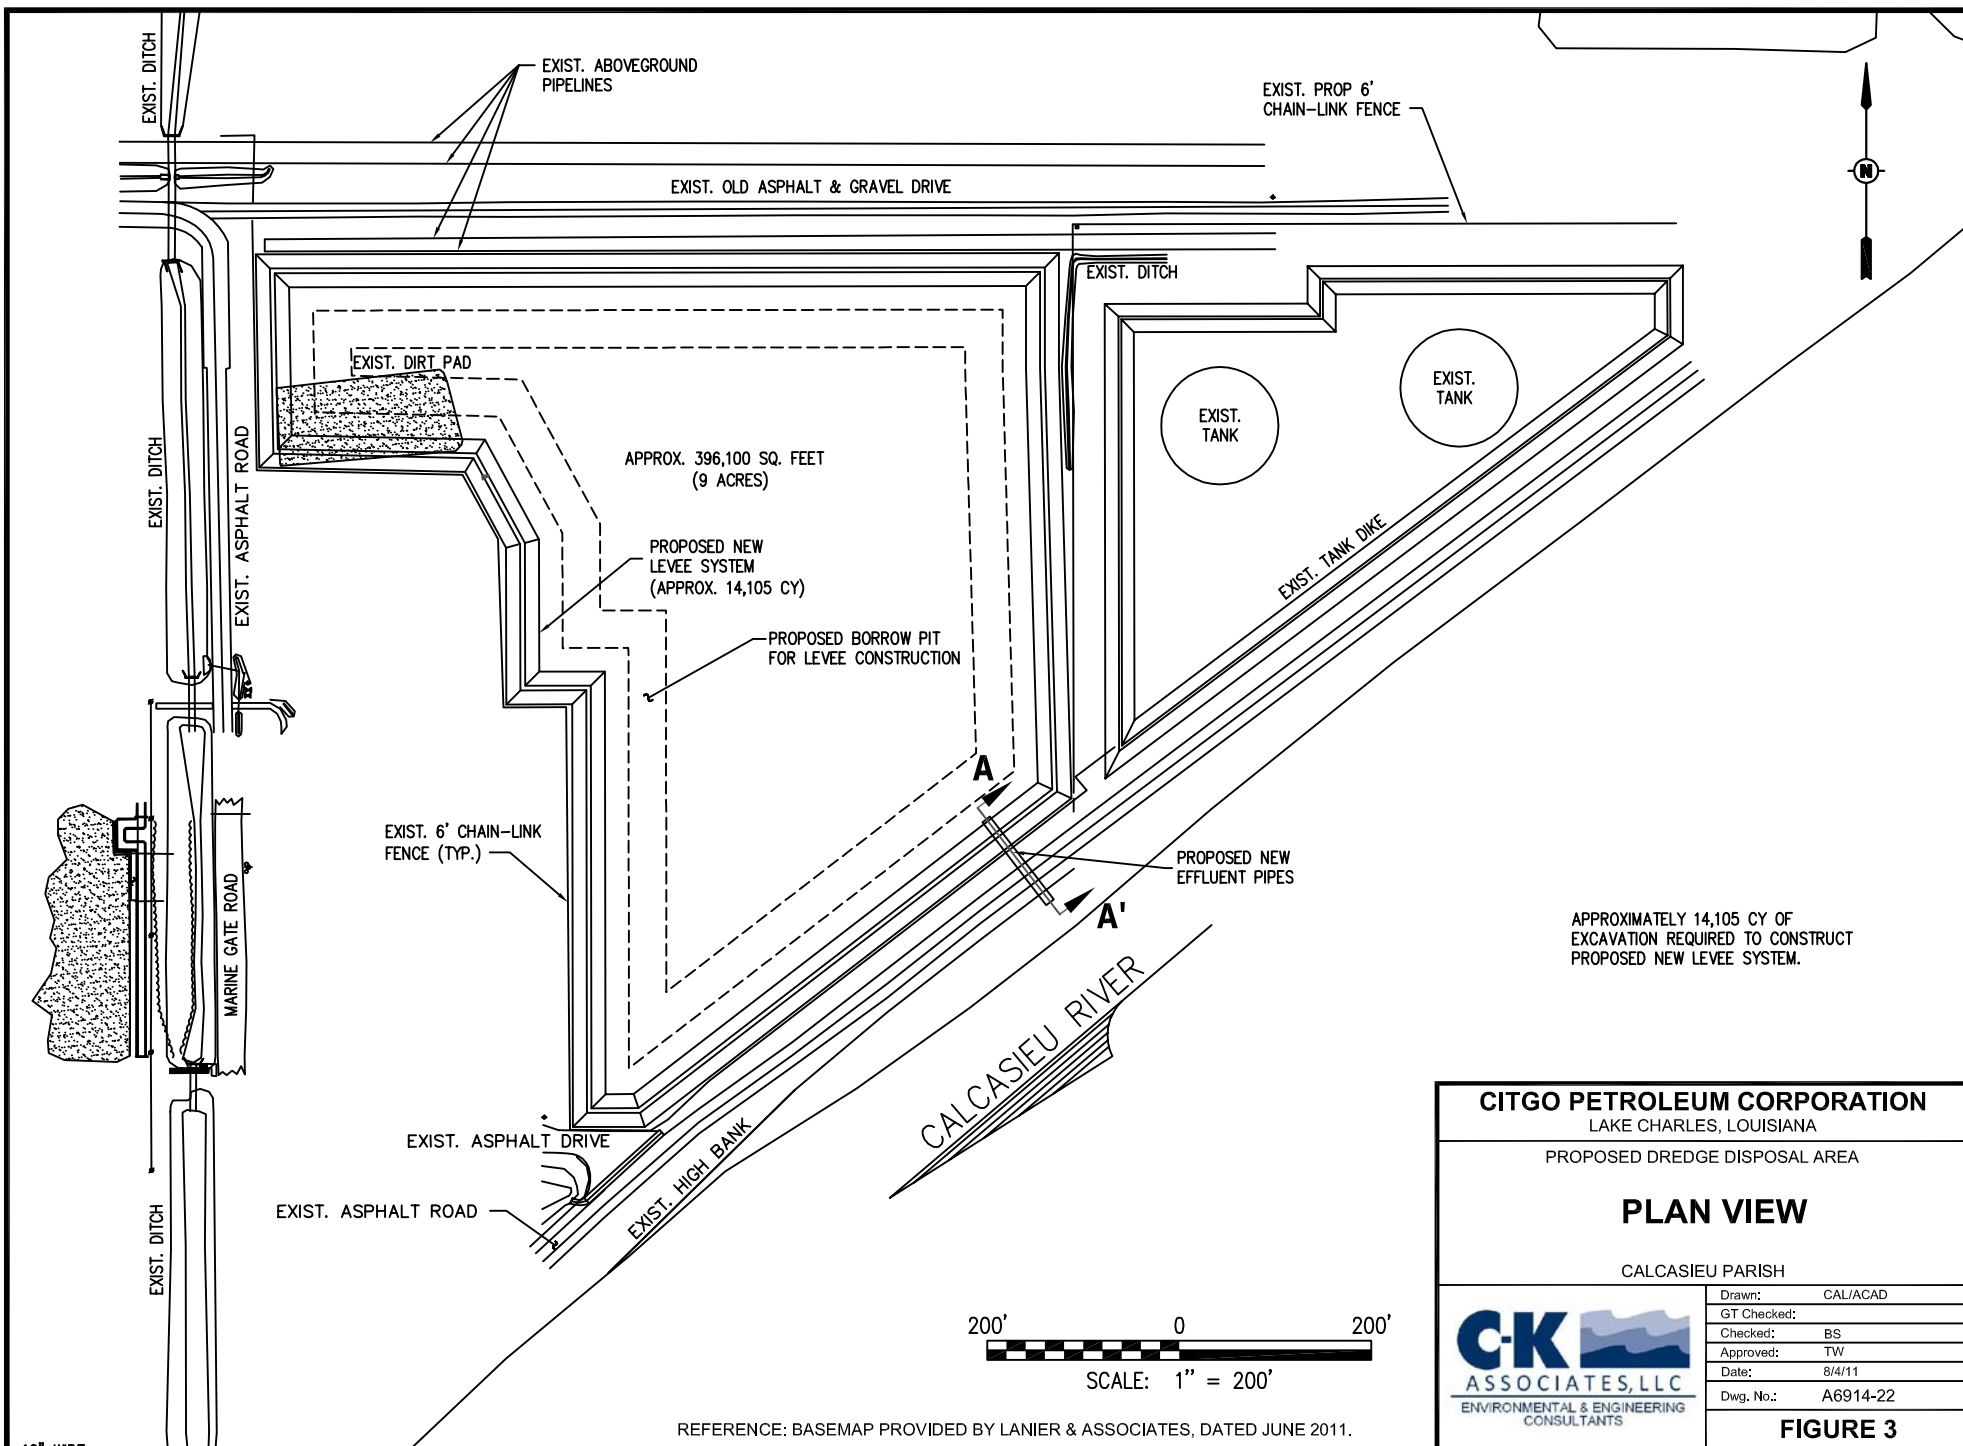 EXIST. DITCH
EXIST. ABOVEGROUND
PIPELINES
EXIST. PROP 6'
CHAIN-LINK FENCE
N
EXIST. OLD ASPHALT & GRAVEL DRIVE
EXIST. DITCH
EXIST. DIRT PAD
EXIST.
TANK
EXIST.
TANK
EXIST. DITCH
EXIST. ASPHALT ROAD
APPROX. 396,100 SQ. FEET
(9 ACRES)
EXIST. TANK DIKE
PROPOSED NEW
LEVEE SYSTEM
(APPROX. 14,105 CY)
PROPOSED BORROW PIT
FOR LEVEE CONSTRUCTION
A
EXIST. 6' CHAIN-LINK
FENCE (TYP.)
PROPOSED NEW
EFFLUENT PIPES
A'
MARINE GATE ROAD
APPROXIMATELY 14,105 CY OF
EXCAVATION REQUIRED TO CONSTRUCT
PROPOSED NEW LEVEE SYSTEM.
CALCASIEU RIVER
EXIST. ASPHALT DRIVE
EXIST. HIGH BANK
EXIST. ASPHALT ROAD
EXIST. DITCH
200' 0 200'
SCALE: 1" = 200'
REFERENCE: BASEMAP PROVIDED BY LANIER & ASSOCIATES, DATED JUNE 2011.
CITGO PETROLEUM CORPORATION
LAKE CHARLES, LOUISIANA
PROPOSED DREDGE DISPOSAL AREA
PLAN VIEW
CALCASIEU PARISH
C-K
ASSOCIATES, LLC
ENVIRONMENTAL & ENGINEERING
CONSULTANTS
Drawn: CAL/ACAD
GT Checked:
Checked: BS
Approved: TW
Date: 8/4/11
Dwg. No.: A6914-22
FIGURE 3